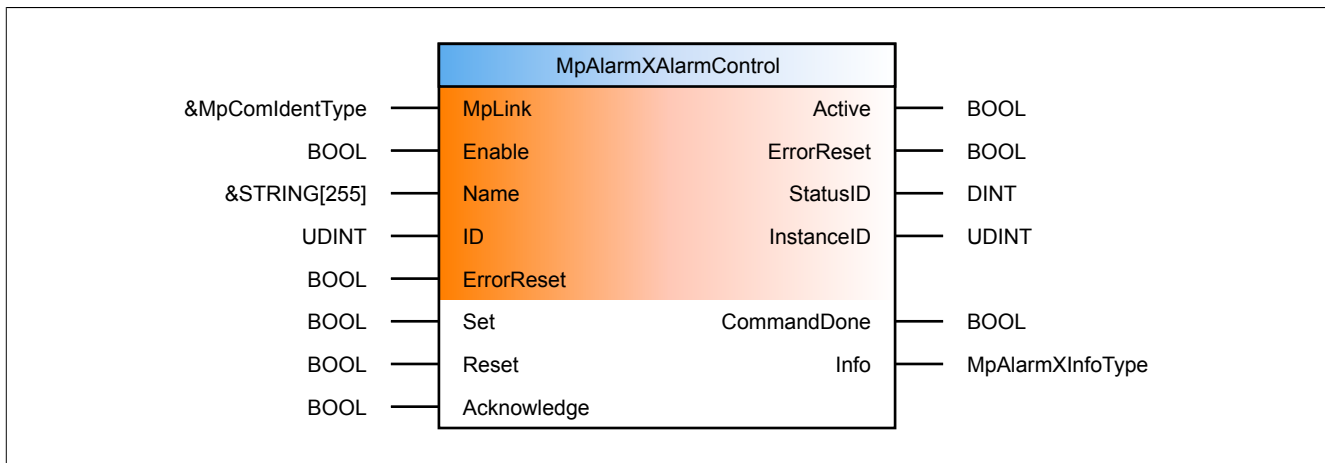 MpAlarmXAlarmControl
&MpComIdentType MpLink Active BOOL
BOOL Enable ErrorReset BOOL
&STRING[255] Name StatusID DINT
UDINT ID InstanceID UDINT
BOOL ErrorReset
BOOL Set CommandDone BOOL
BOOL Reset Info MpAlarmXInfoType
BOOL Acknowledge